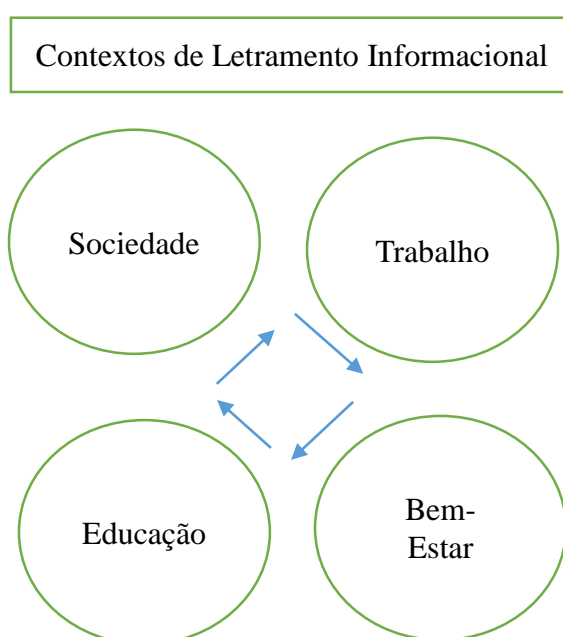 Contextos de Letramento Informacional
Sociedade
Trabalho
Educação
Bem-
Estar